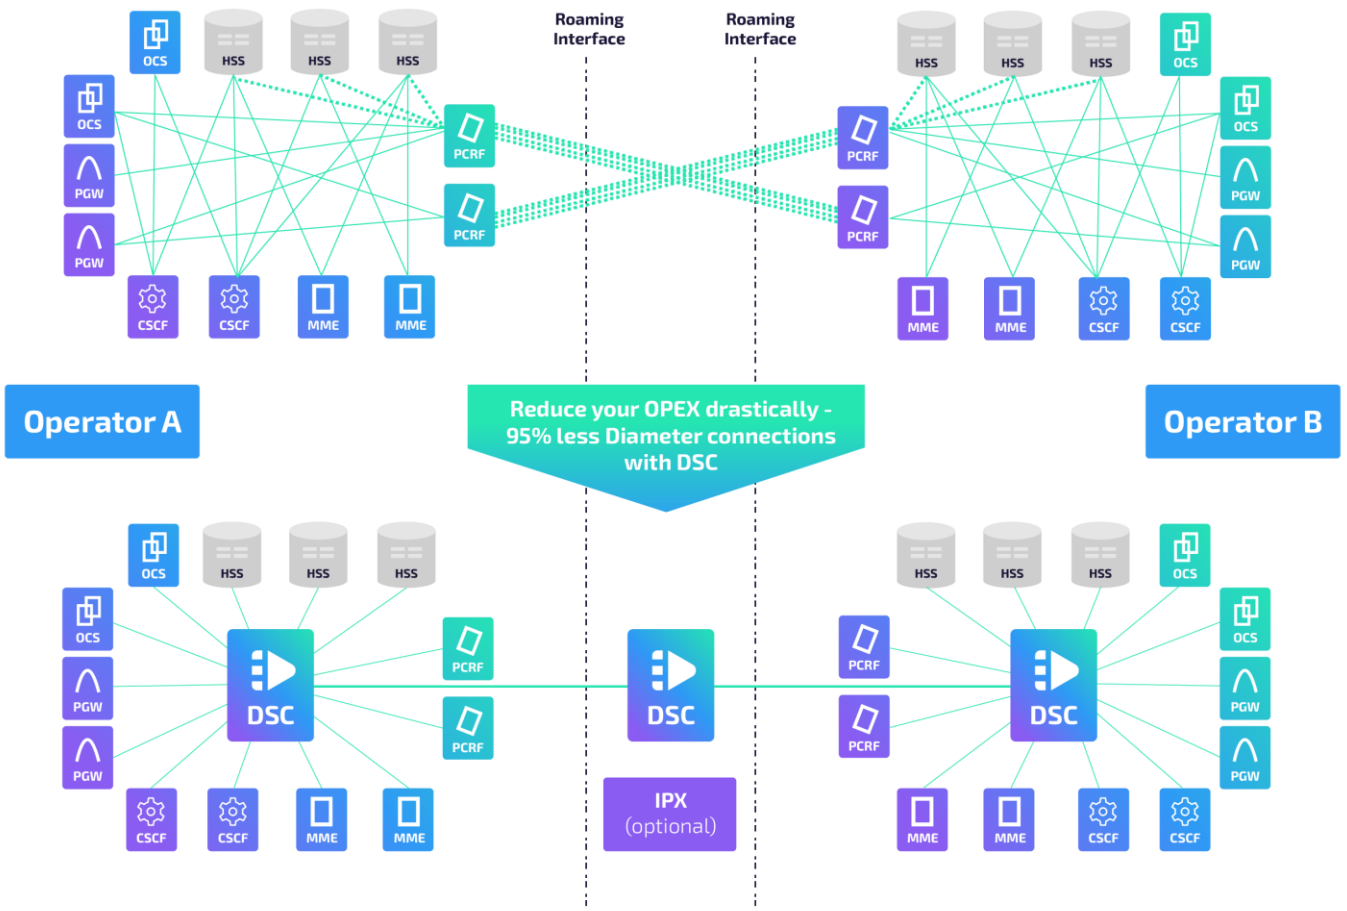 Roaming
Interface
Roaming
Interface
OCS
HSS
HSS
HSS
HSS
HSS
HSS
OCS
OCS
PCRF
PCRF
OCS
PGW
PGW
PGW
PCRF
PCRF
PGW
CSCF
CSCF
MME
MME
MME
MME
CSCF
CSCF
Operator A
Reduce your OPEX drastically -
95% less Diameter connections
with DSC
Operator B
OCS
HSS
HSS
HSS
HSS
HSS
HSS
OCS
OCS
PCRF
PCRF
OCS
PGW
DSC
DSC
DSC
PGW
PGW
PCRF
PCRF
PGW
CSCF
CSCF
MME
MME
IPX
(optional)
MME
MME
CSCF
CSCF